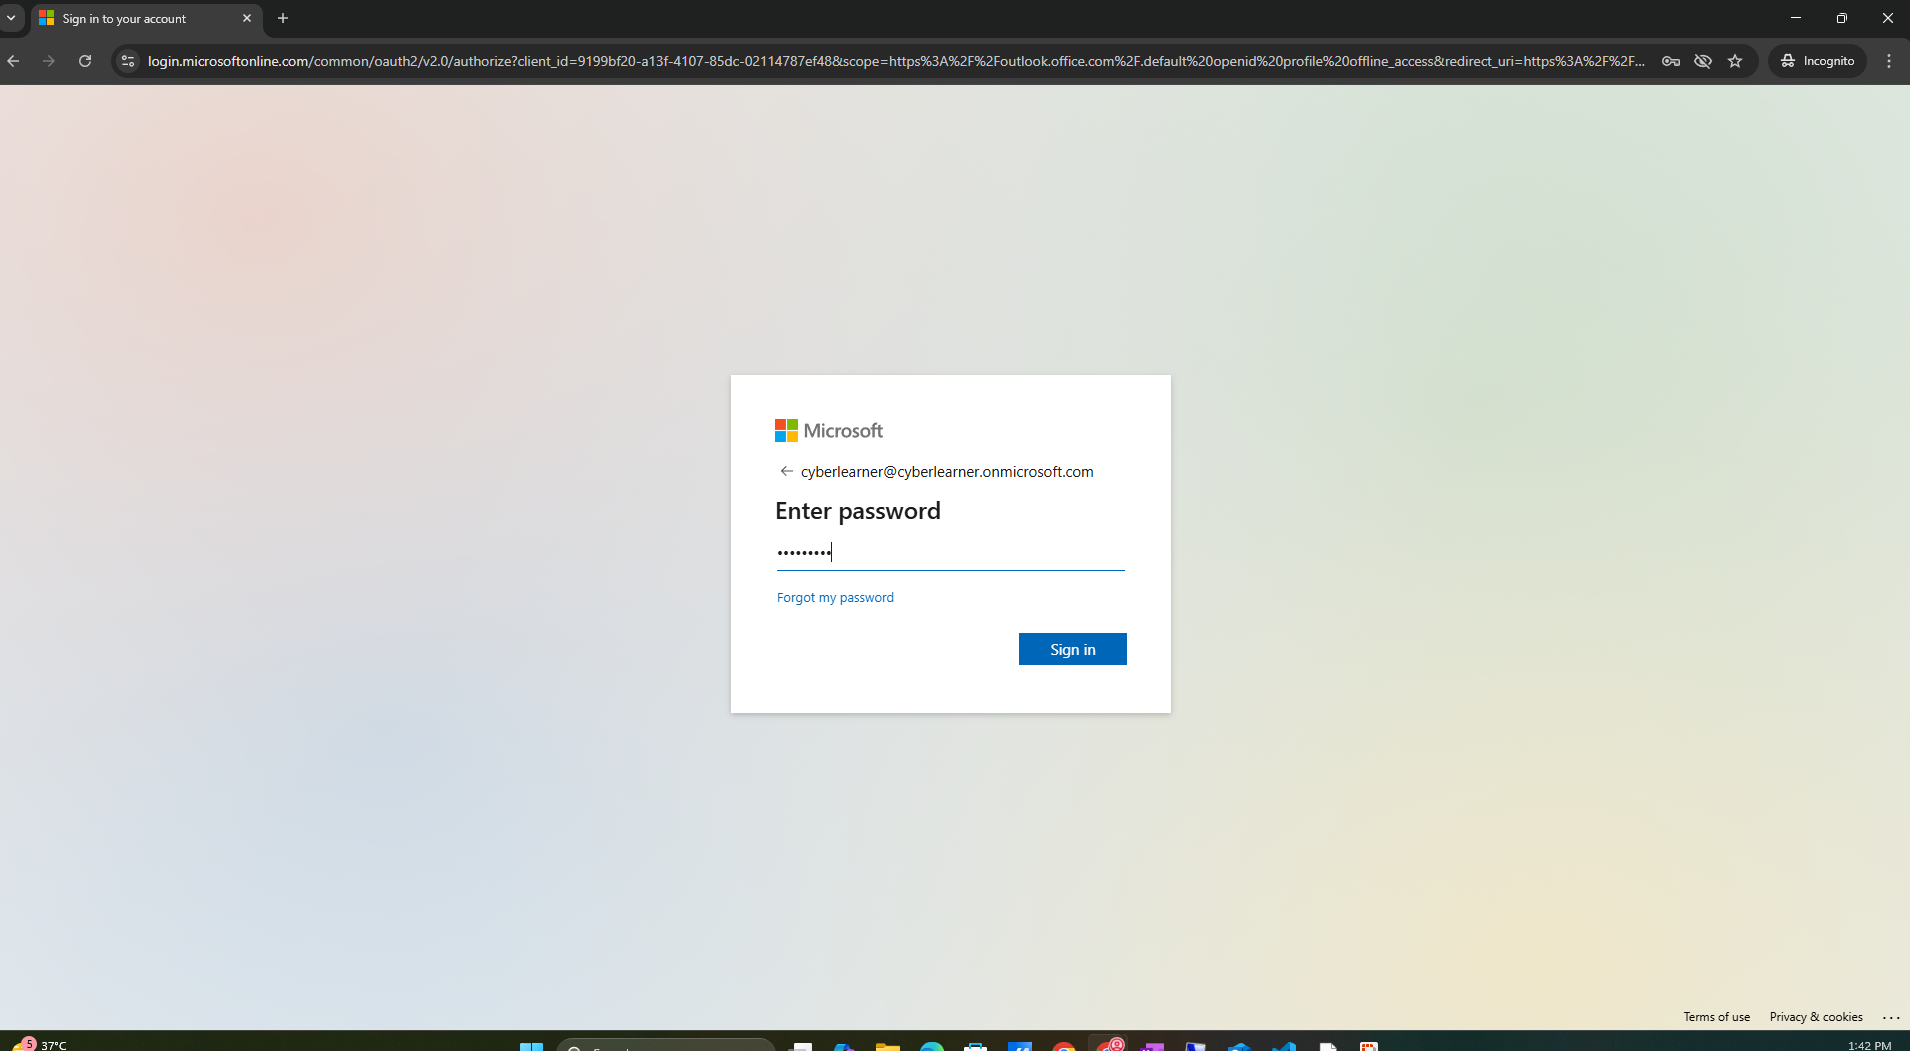 Sign in to your account
login.microsoftonline.com/common/oauth2/v2.0/authorize?client_id=9199bf20-a13f-4107-85dc-02114787ef48&scope=https%3A%2F%2Foutlook.office.com%2F.default%20openid%20profile%20offline_access&redirect_uri=https%3A%2F%2F...
Incognito
Microsoft
cyberlearner@cyberlearner.onmicrosoft.com
Enter password
Forgot my password
Sign in
Terms of use
Privacy & cookies
5
37°C
1:42 PM